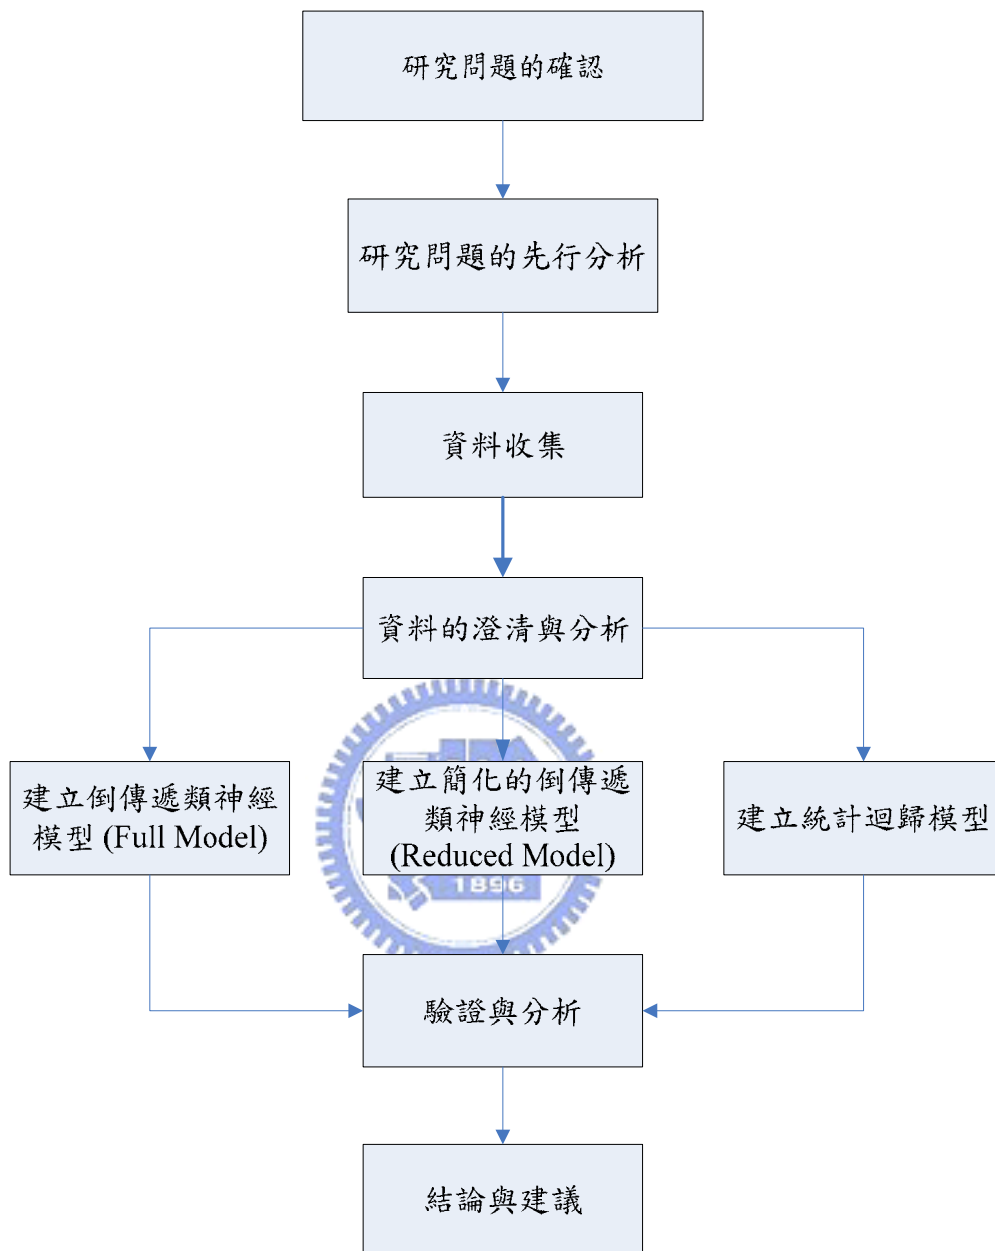 研究問題的確認
研究問題的先行分析
資料收集
資料的澄清與分析
建立倒傳遞類神經
模型 (Full Model)
建立簡化的倒傳遞
類神經模型
(Reduced Model)
建立統計迴歸模型
1896
驗證與分析
結論與建議